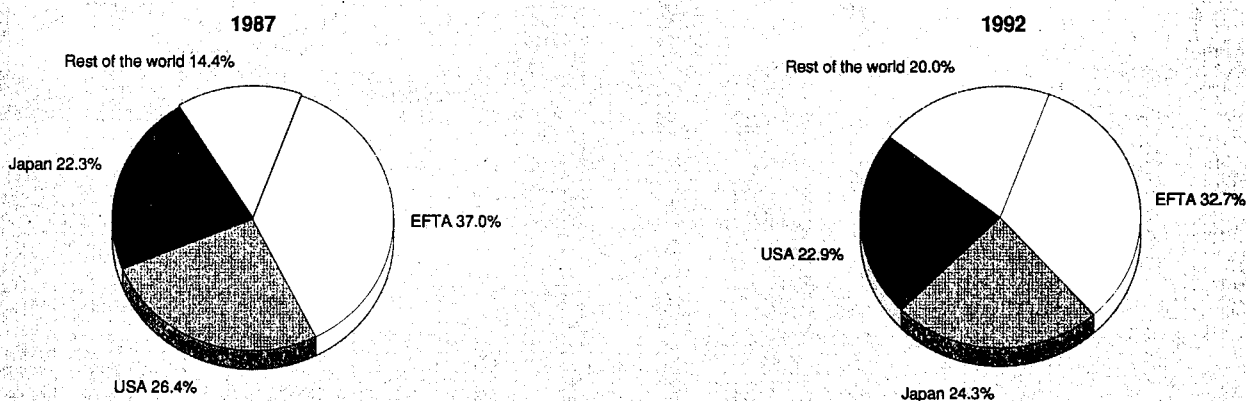 1987
Rest of the world 14.4%
Japan 22.3%
EFTA 37.0%
USA 26.4%
1992
Rest of the world 20.0%
EFTA 32.7%
USA 22.9%
Japan 24.3%